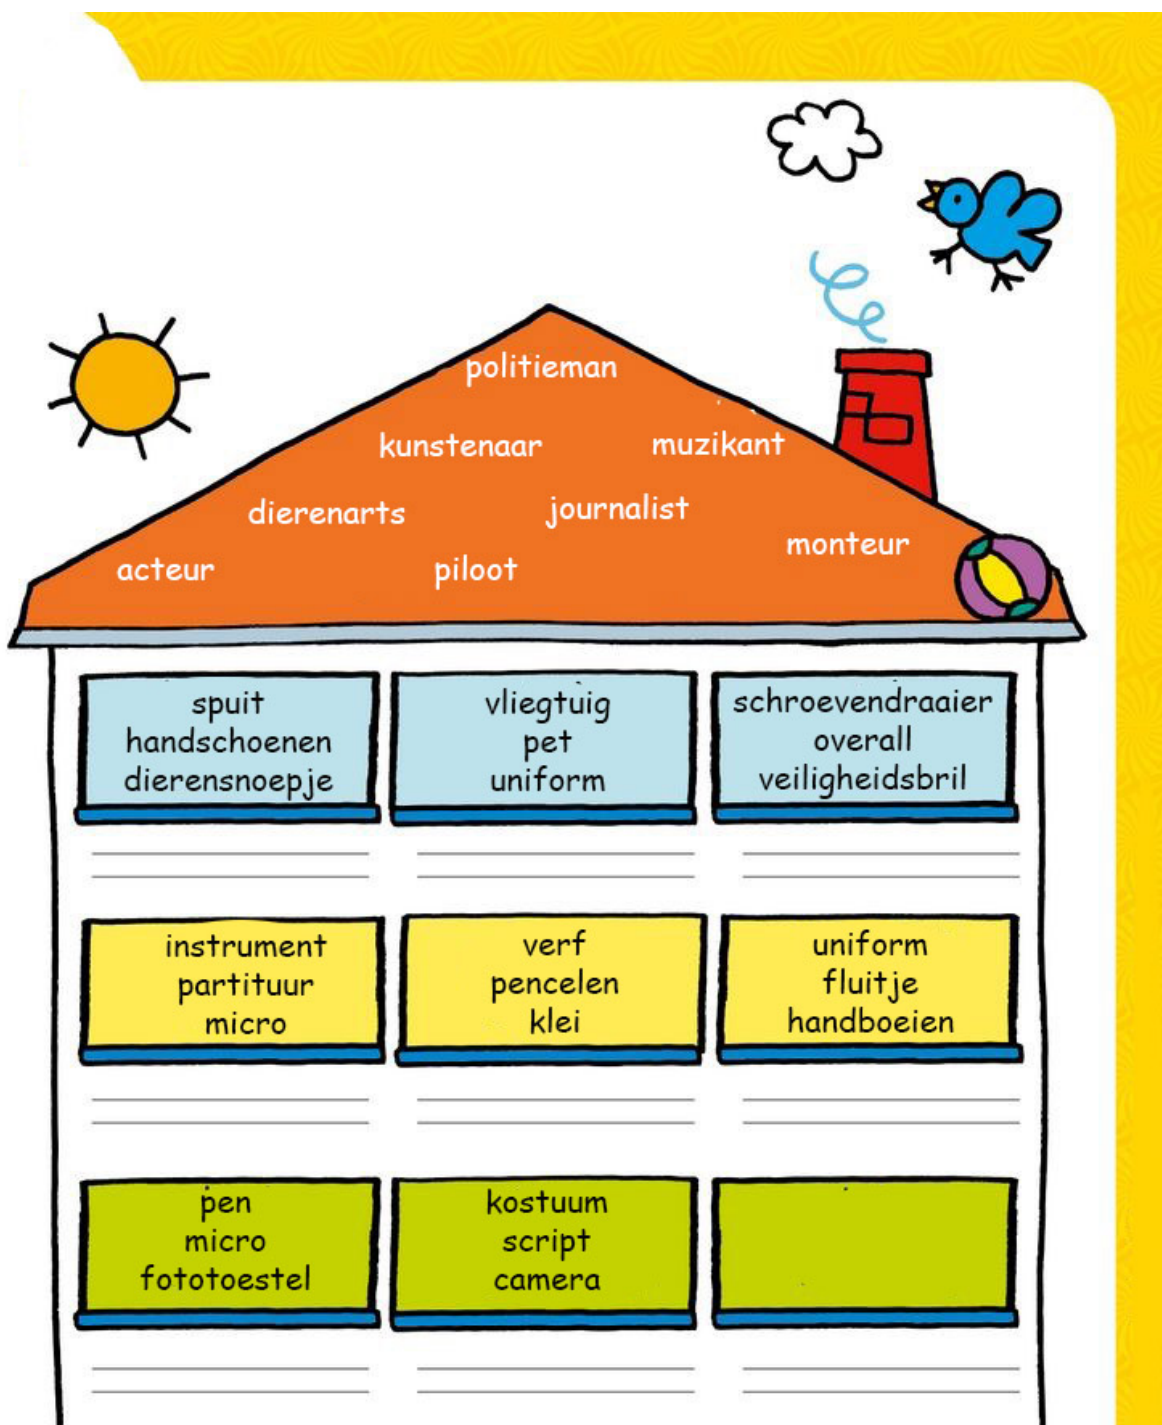 politieman
kunstenaar muzikant
dierenarts journalist
monteur
acteur piloot
spuit
handschoenen
dierensnoepje
vliegtuig
pet
uniform
schroevendraaier
overall
veiligheidsbril
instrument
partituur
micro
verf
pencelen
klei
uniform
fluitje
handboeien
pen
micro
fototoestel
kostuum
script
camera